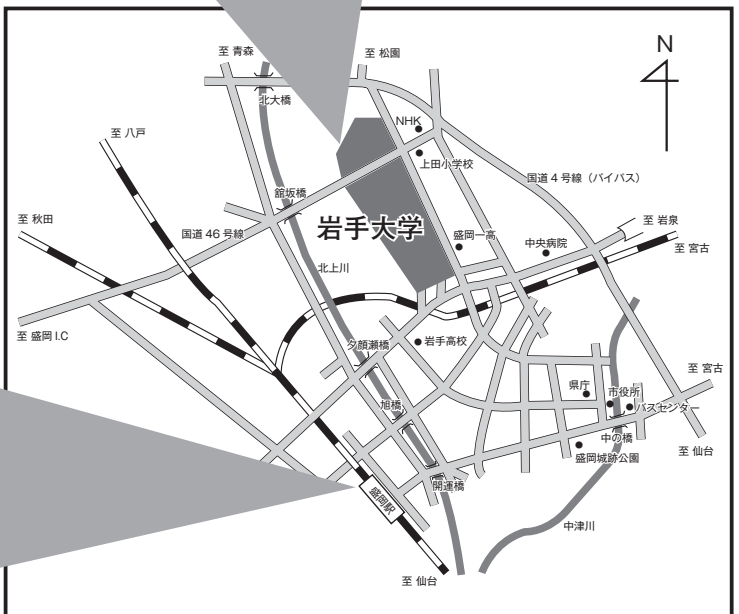 至 青森
至 松園
N
北大橋
NHK
至 八戸
上田小学校
国道 4 号線（バイパス）
舘坂橋
至 秋田
岩手大学
至 岩泉
国道 46 号線
盛岡一高
中央病院
至 宮古
北上川
至 盛岡 I.C
夕顔瀬橋
岩手高校
至 宮古
県庁
市役所
旭橋
バスセンター
中の橋
至 仙台
盛岡城跡公園
開運橋
盛岡駅
中津川
至 仙台